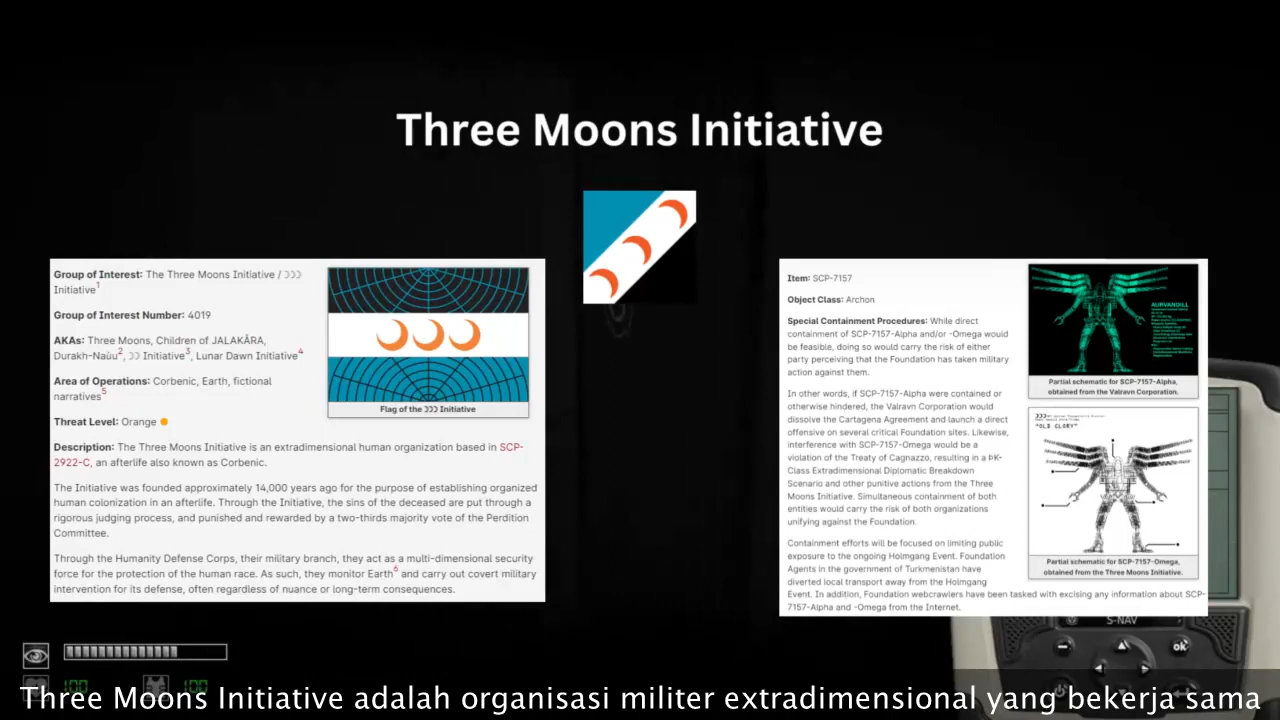 Three Moons Initiative
Group of Interest: The Three Moons Initiative / ☽☽☽
Initiative1
Group of Interest Number: 4019
AKAs: Three Moons, Children of JALAKÅRA,
Durakh-Naùu2, ☽☽ Initiative3, Lunar Dawn Initiative4
Area of Operations: Corbenic, Earth, fictional
narratives5
Threat Level: Orange
Flag of the ☽☽☽ Initiative
Description: The Three Moons Initiative is an extradimensional human organization based in SCP-
2922-C, an afterlife also known as Corbenic.
The Initiative was founded approximately 14,000 years ago for the purpose of establishing organized
human colonization in an afterlife. Through the Initiative, the sins of the deceased are put through a
rigorous judging process, and punished and rewarded by a two-thirds majority vote of the Perdition
Committee.
Through the Humanity Defense Corps, their military branch, they act as a multi-dimensional security
force for the protection of the human race. As such, they monitor Earth6 and carry out covert military
intervention for its defense, often regardless of nuance or long-term consequences.
Item: SCP-7157
Object Class: Archon
Special Containment Procedures: While direct
containment of SCP-7157-Alpha and/or -Omega would
be feasible, doing so would carry the risk of either
party perceiving that the Foundation has taken military
action against them.
In other words, if SCP-7157-Alpha were contained or
otherwise hindered, the Valravn Corporation would
dissolve the Cartagena Agreement and launch a direct
offensive on several critical Foundation sites. Likewise,
interference with SCP-7157-Omega would be a
violation of the Treaty of Cagnazzo, resulting in a ÞK-
Class Extradimensional Diplomatic Breakdown
Scenario and other punitive actions from the Three
Moons Initiative. Simultaneous containment of both
entities would carry the risk of both organizations
unifying against the Foundation.
Containment efforts will be focused on limiting public
exposure to the ongoing Holmgang Event. Foundation
Agents in the government of Turkmenistan have
diverted local transport away from the Holmgang
Event. In addition, Foundation webcrawlers have been tasked with excising any information about SCP-
7157-Alpha and -Omega from the Internet.
AURVANDILL
Partial schematic for SCP-7157-Alpha,
obtained from the Valravn Corporation.
"OLD GLORY"
Partial schematic for SCP-7157-Omega,
obtained from the Three Moons Initiative.
S-NAV
ok
100
100
Three Moons Initiative adalah organisasi militer extradimensional yang bekerja sama